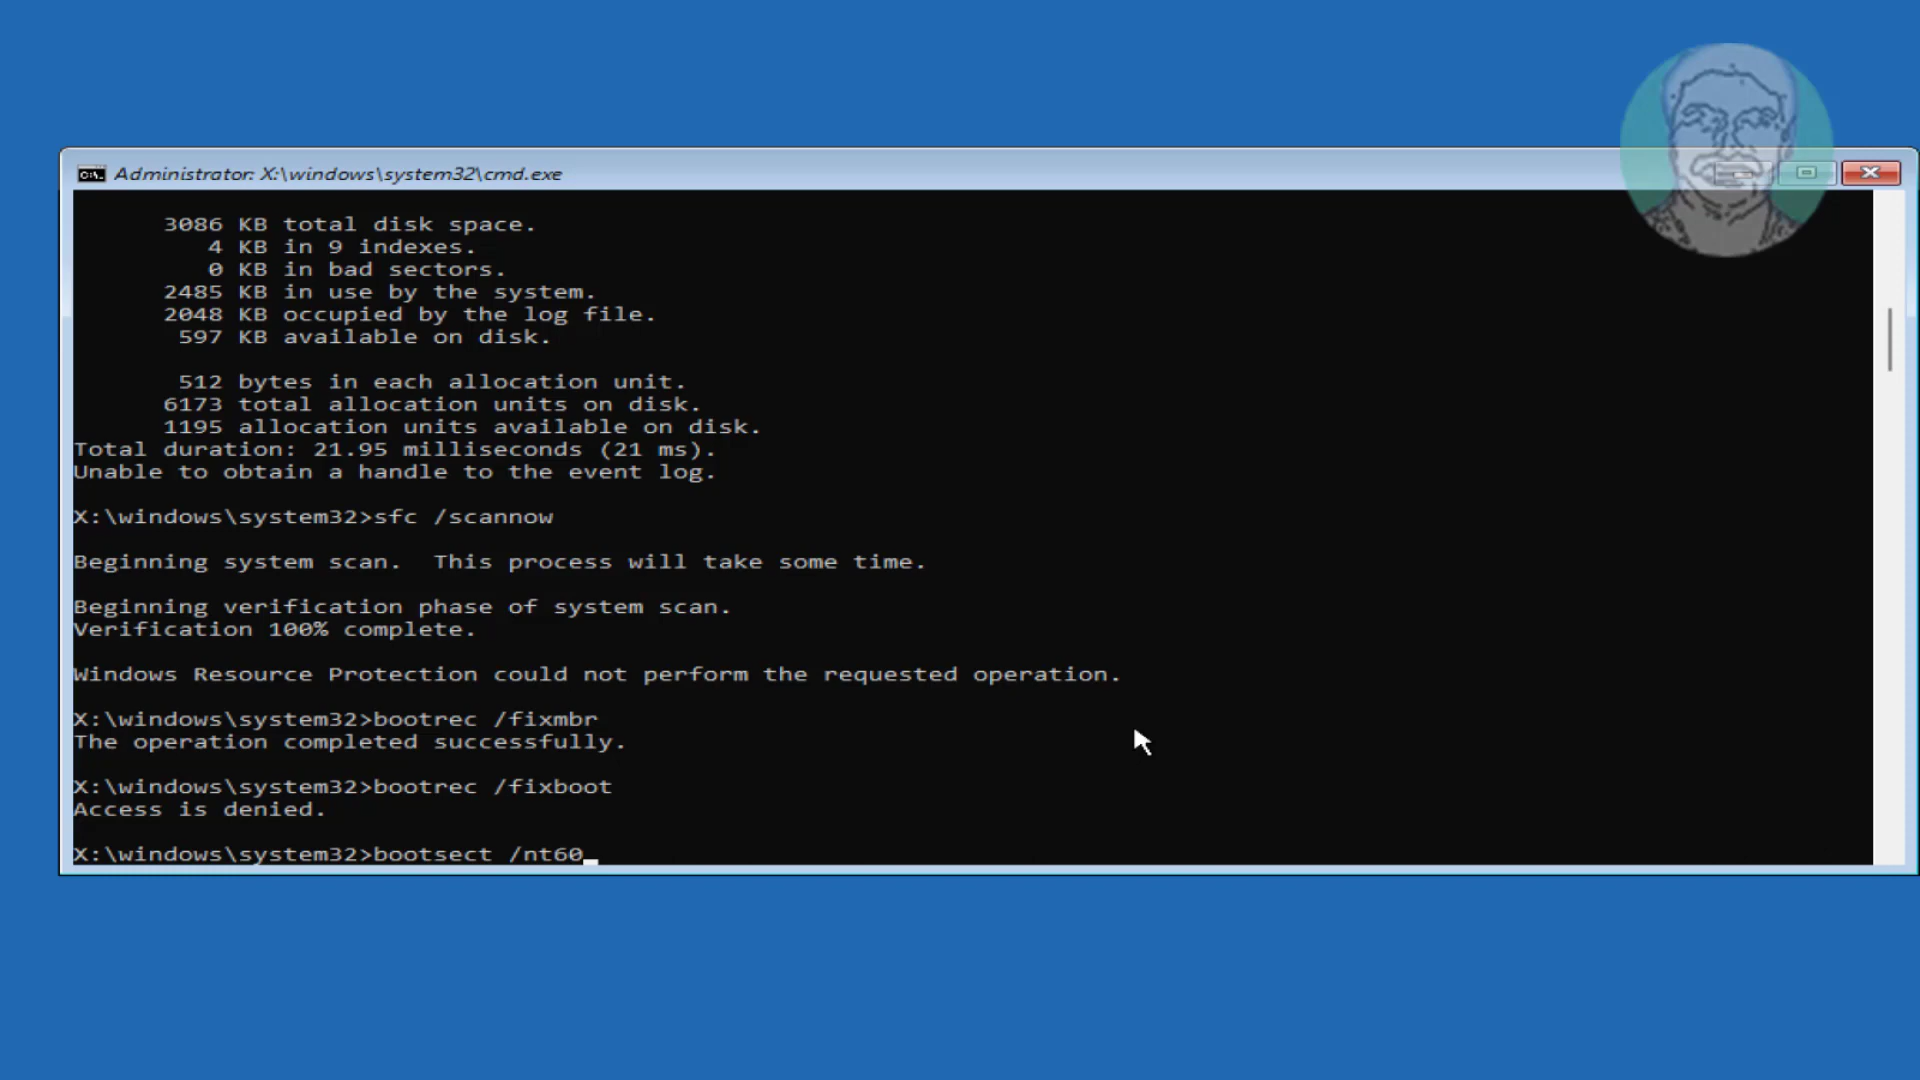 Administrator: X:\windows\system32\cmd.exe
3086 KB total disk space.
4 KB in 9 indexes.
0 KB in bad sectors.
2485 KB in use by the system.
2048 KB occupied by the log file.
597 KB available on disk.
512 bytes in each allocation unit.
6173 total allocation units on disk.
1195 allocation units available on disk.
Total duration: 21.95 milliseconds (21 ms).
Unable to obtain a handle to the event log.
X:\windows\system32>sfc /scannow
Beginning system scan.  This process will take some time.
Beginning verification phase of system scan.
Verification 100% complete.
Windows Resource Protection could not perform the requested operation.
X:\windows\system32>bootrec /fixmbr
The operation completed successfully.
X:\windows\system32>bootrec /fixboot
Access is denied.
X:\windows\system32>bootsect /nt60